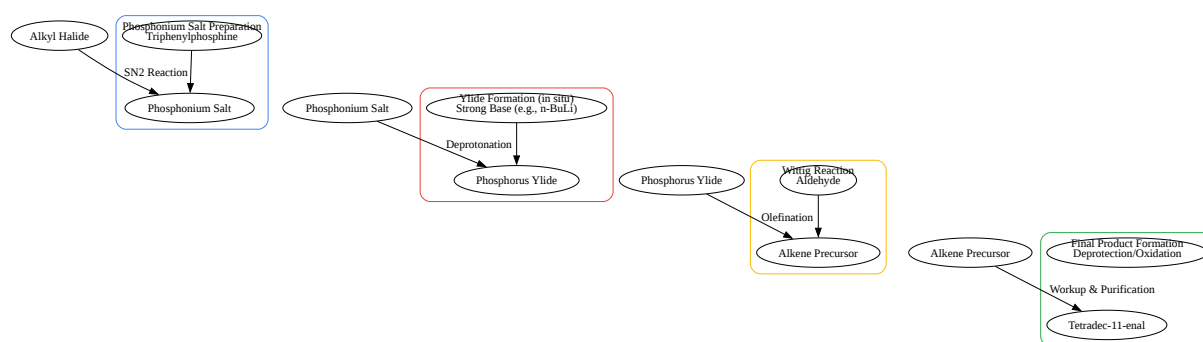 Phosphonium Salt Preparation
Alkyl Halide
Triphenylphosphine
SN2 Reaction
Phosphonium Salt
Ylide Formation (in situ)
Phosphonium Salt
Strong Base (e.g., n-BuLi)
Deprotonation
Phosphorus Ylide
Wittig Reaction
Phosphorus Ylide
Aldehyde
Olefination
Alkene Precursor
Final Product Formation
Alkene Precursor
Deprotection/Oxidation
Workup & Purification
Tetradec-11-enal